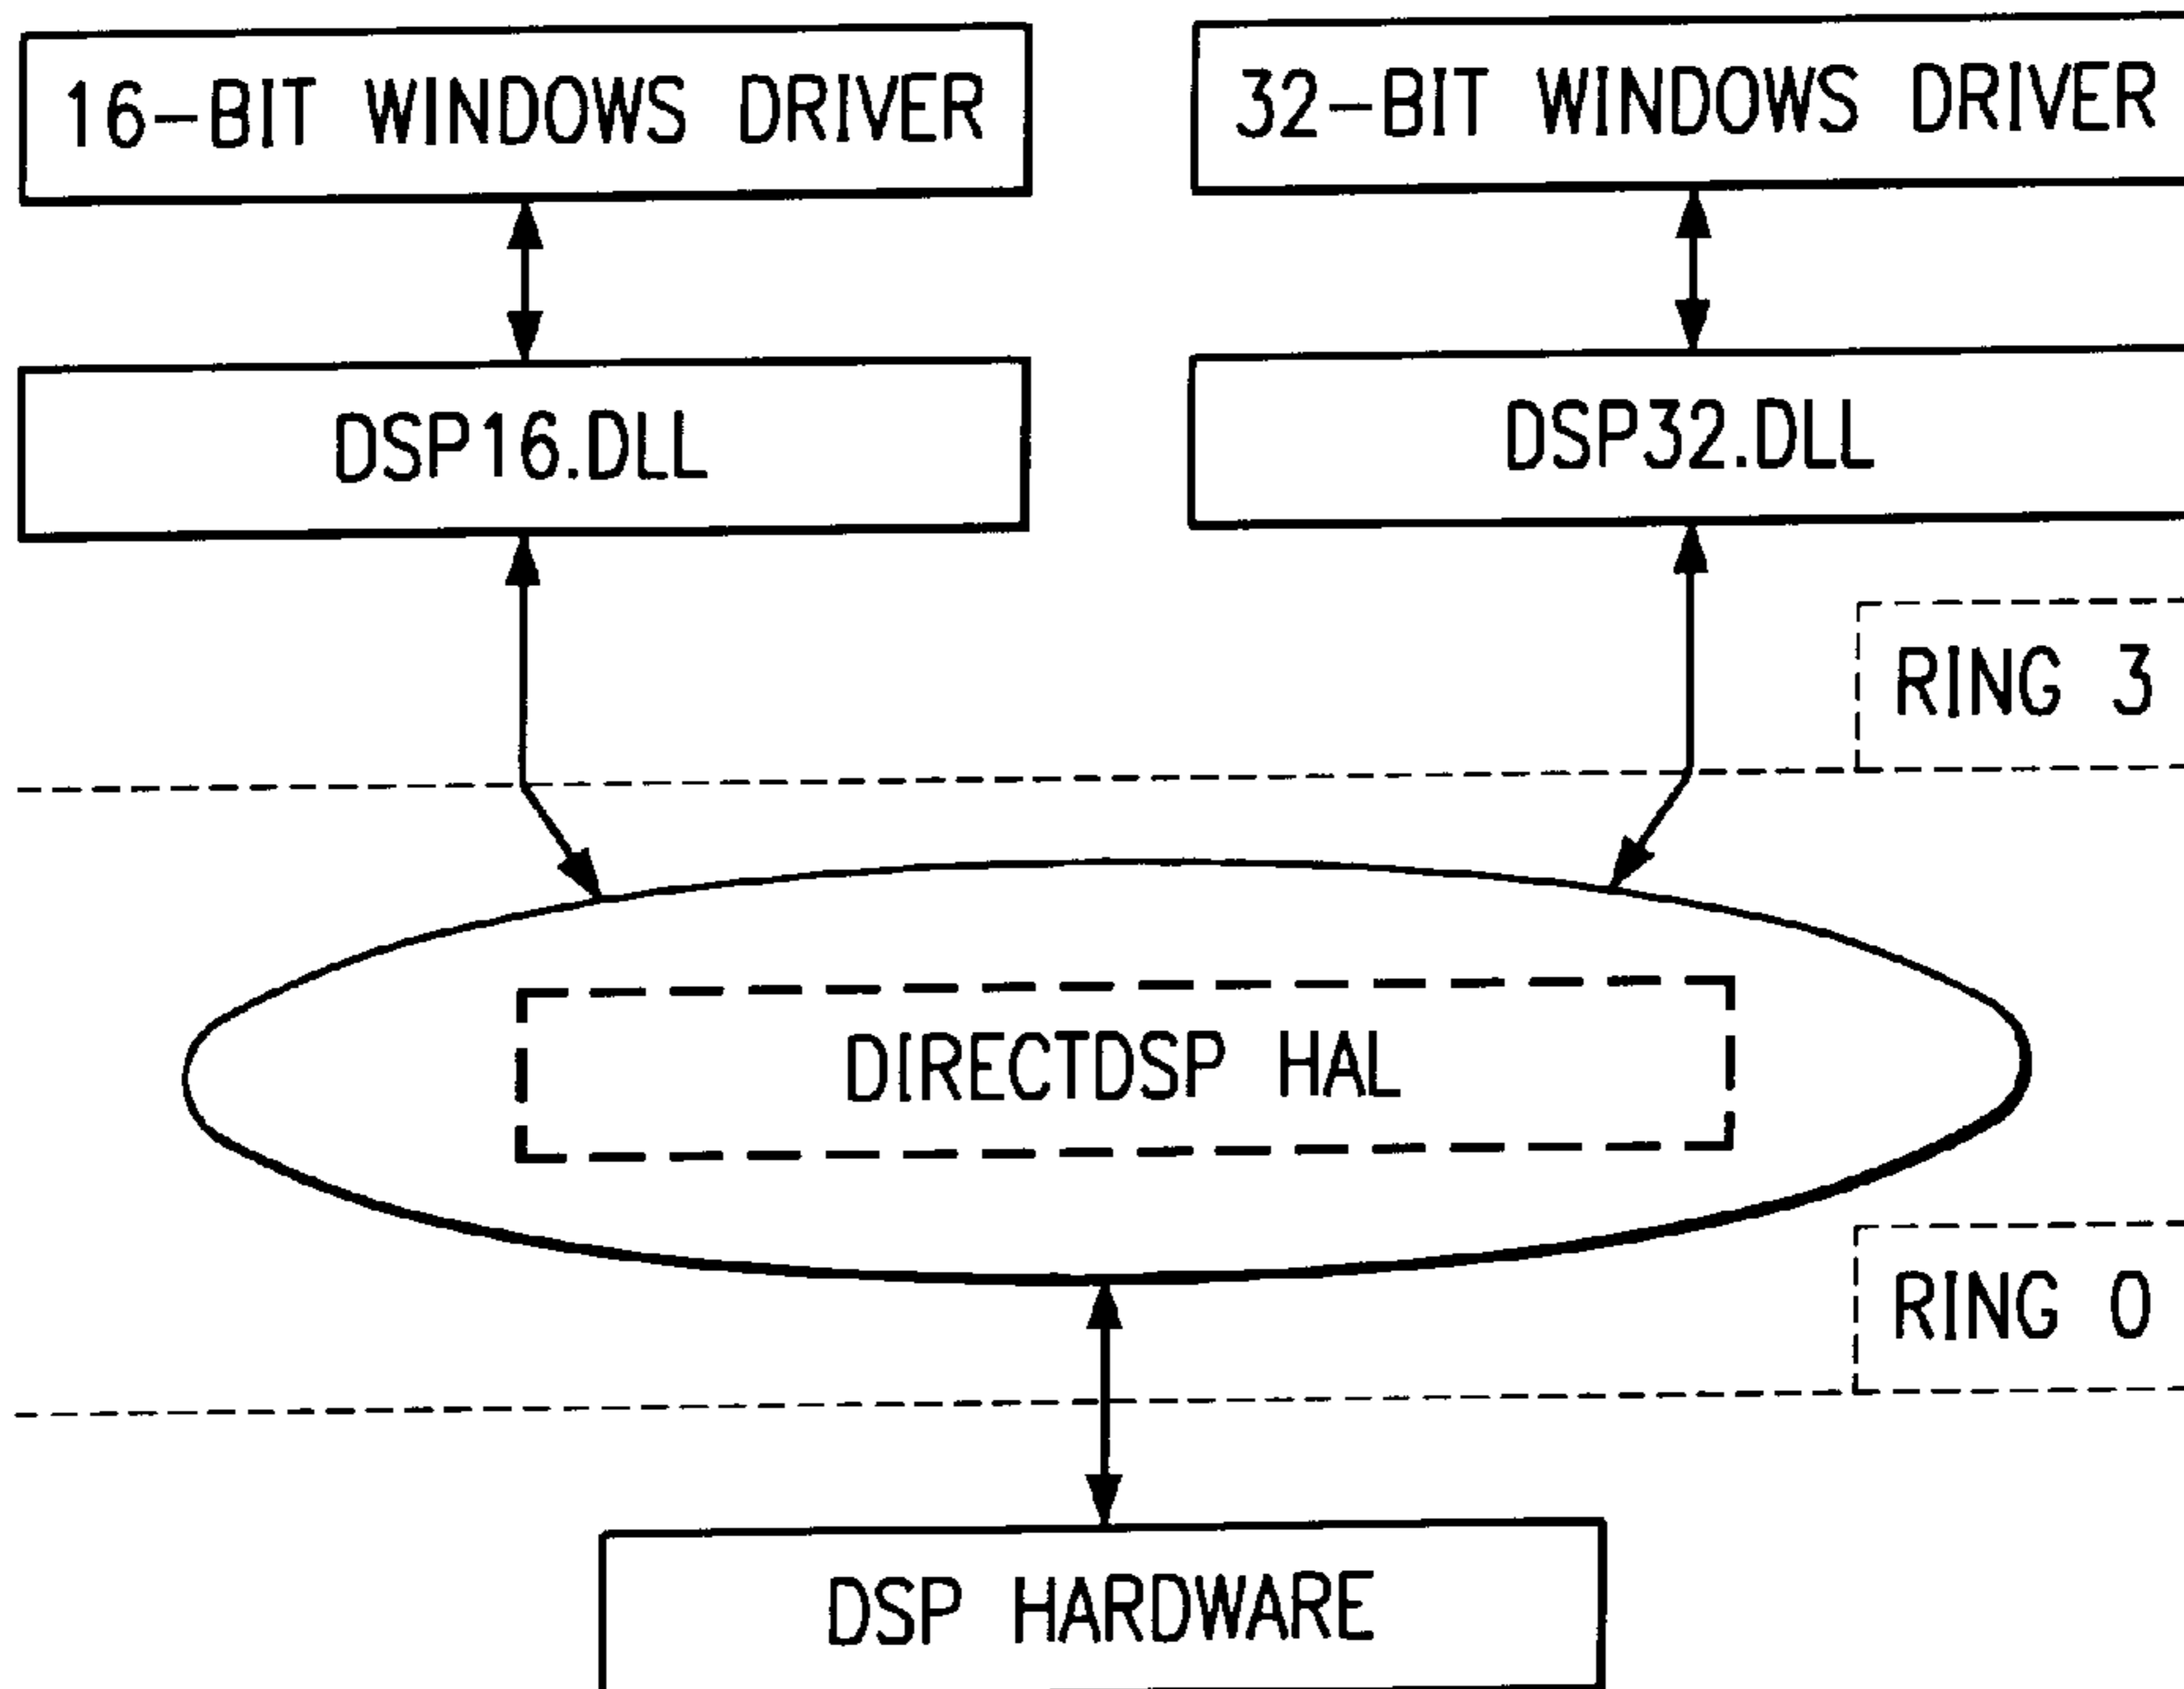 16-BIT WINDOWS DRIVER
32-BIT WINDOWS DRIVER
DSP16.DLL
DSP32.DLL
RING 3
DIRECTDSP HAL
RING 0
DSP HARDWARE